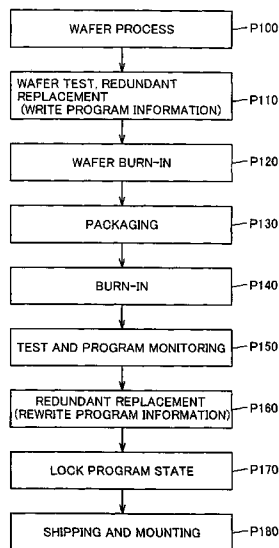 WAFER PROCESS
P100
WAFER TEST, REDUNDANT
REPLACEMENT
(WRITE PROGRAM INFORMATION)
P110
WAFER BURN-IN
P120
PACKAGING
P130
BURN-IN
P140
TEST AND PROGRAM MONITORING
P150
REDUNDANT REPLACEMENT
(REWRITE PROGRAM INFORMATION)
P160
LOCK PROGRAM STATE
P170
SHIPPING AND MOUNTING
P180